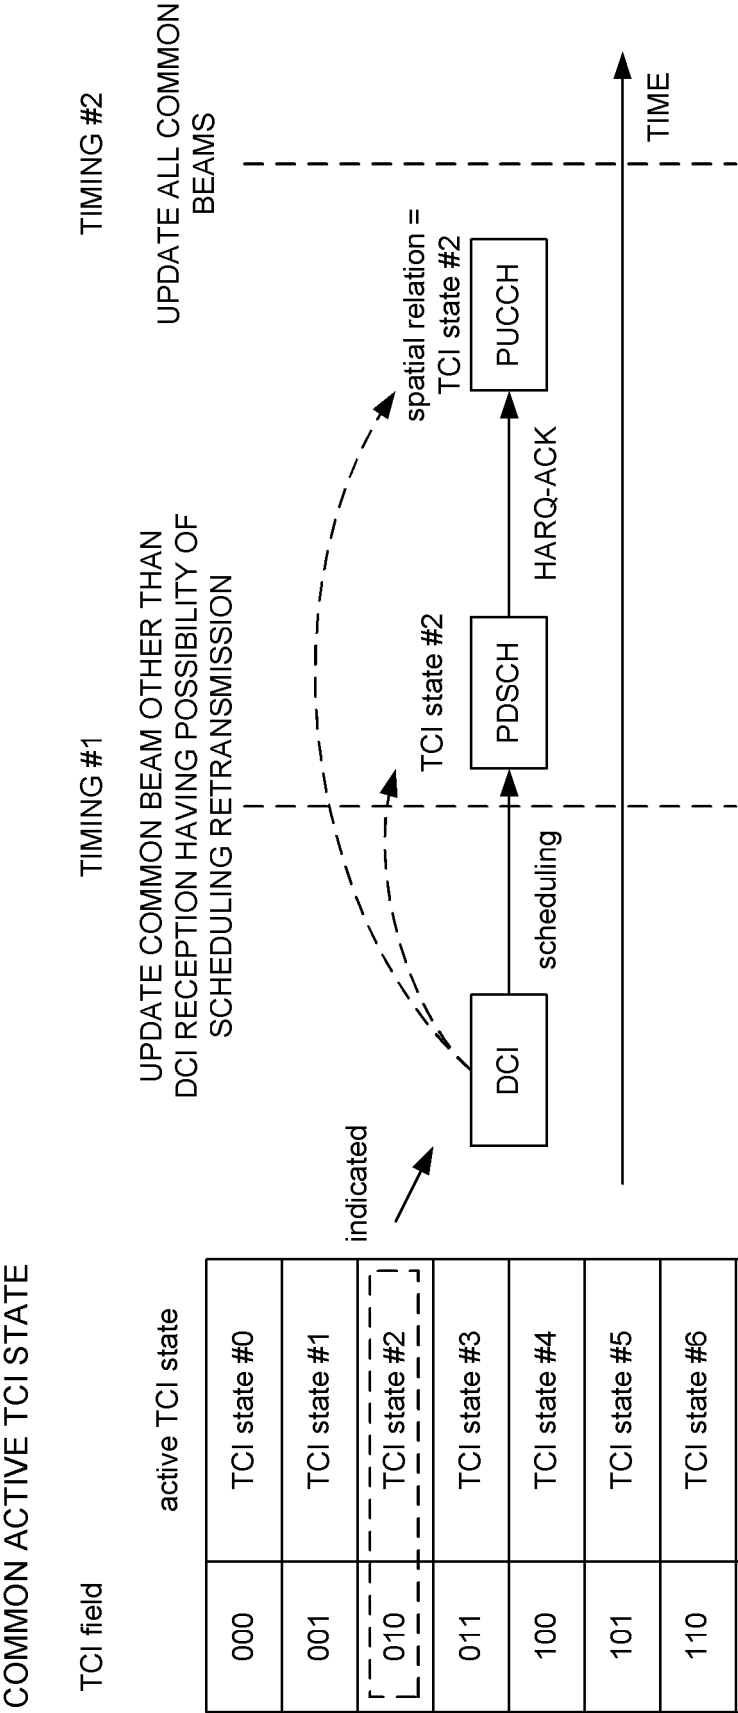 COMMON ACTIVE TCI STATE
TCI field
active TCI state
000
TCI state #0
001
TCI state #1
010
TCI state #2
011
TCI state #3
100
TCI state #4
101
TCI state #5
110
TCI state #6
TIMING #1
UPDATE COMMON BEAM OTHER THAN
DCI RECEPTION HAVING POSSIBILITY OF
SCHEDULING RETRANSMISSION
TIMING #2
UPDATE ALL COMMON
BEAMS
indicated
DCI
scheduling
TCI state #2
PDSCH
HARQ-ACK
spatial relation =
TCI state #2
PUCCH
TIME